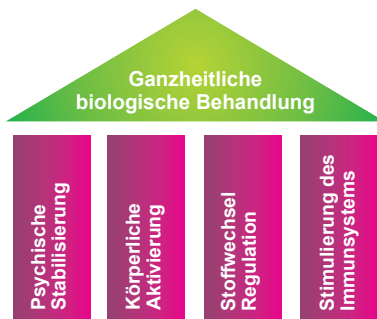 Ganzheitliche
biologische Behandlung
Psychische
Stabilisierung
Körperliche
Aktivierung
Stoffwechsel
Regulation
Stimulierung des
Immunsystems